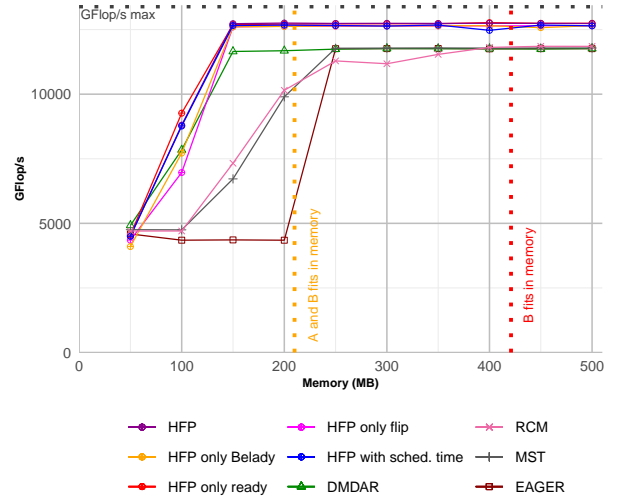 GFlop/s max
10000
5000
0
GFlop/s
A and B fits in memory
B fits in memory
0 100 200 300 400 500
Memory (MB)
HFP HFP only flip RCM
HFP only Belady HFP with sched. time MST
HFP only ready DMDAR EAGER